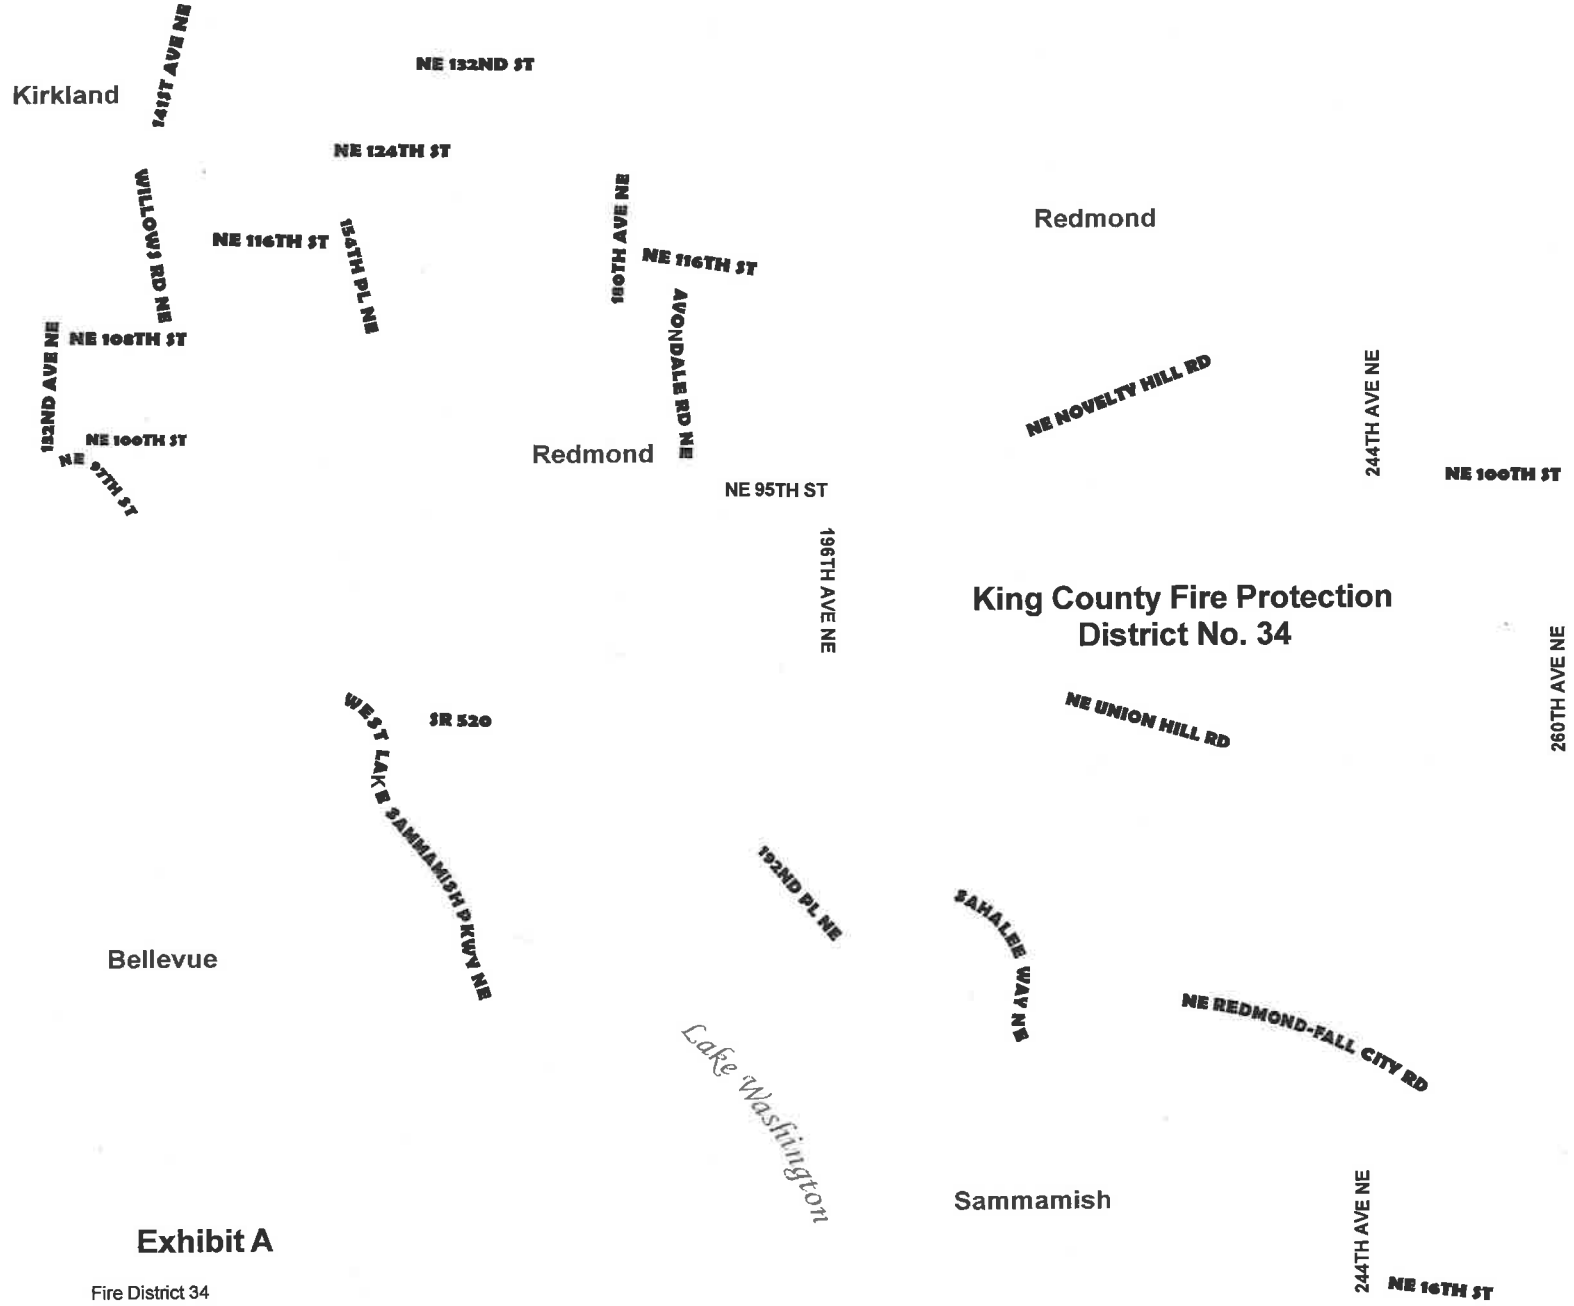 141ST AVE NE
NE 132ND ST
Kirkland
NE 124TH ST
WILLOWS RD NE
180TH AVE NE
Redmond
NE 116TH ST
154TH PL NE
NE 116TH ST
AVONDALE RD NE
132ND AVE NE
NE 108TH ST
NE NOVELTY HILL RD
244TH AVE NE
NE 100TH ST
NE 97TH ST
Redmond
NE 100TH ST
NE 95TH ST
196TH AVE NE
King County Fire Protection
District No. 34
260TH AVE NE
WEST LAKE SAMMAMISH PKWY NE
SR 520
NE UNION HILL RD
192ND PL NE
SAHALEE WAY NE
Bellevue
NE REDMOND-FALL CITY RD
Lake Washington
Sammamish
244TH AVE NE
Exhibit A
NE 16TH ST
Fire District 34